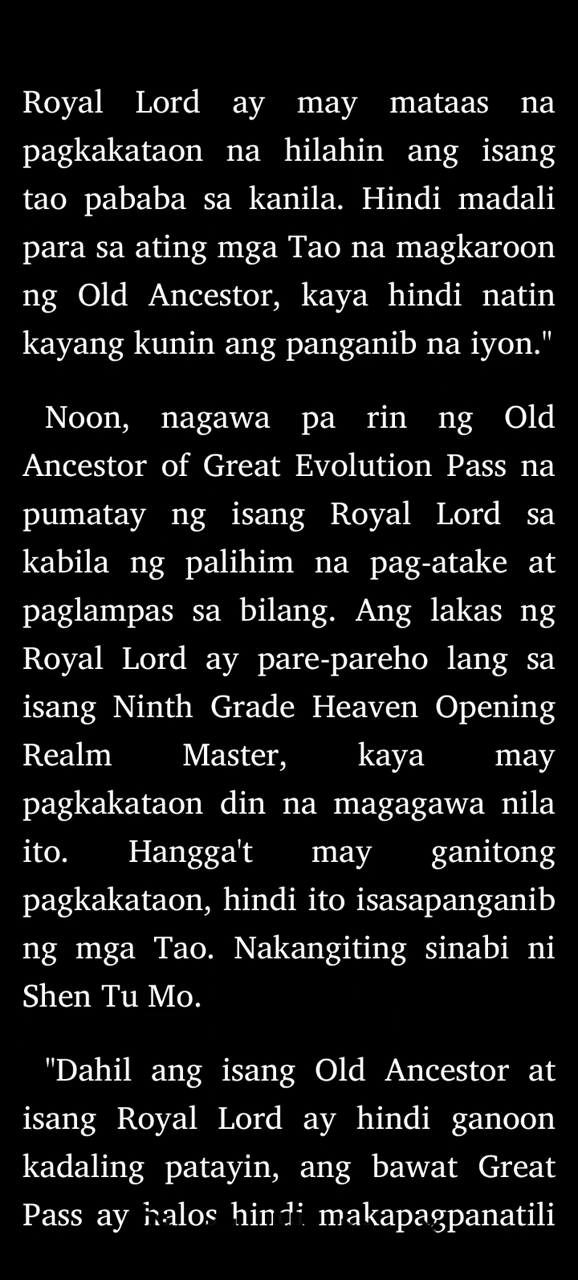 Royal Lord ay may mataas na
pagkakataon na hilahin ang isang
tao pababa sa kanila. Hindi madali
para sa ating mga Tao na magkaroon
ng Old Ancestor, kaya hindi natin
kayang kunin ang panganib na iyon."
Noon, nagawa pa rin ng Old
Ancestor of Great Evolution Pass na
pumatay ng isang Royal Lord sa
kabila ng palihim na pag-atake at
paglampas sa bilang. Ang lakas ng
Royal Lord ay pare-pareho lang sa
isang Ninth Grade Heaven Opening
Realm Master, kaya may
pagkakataon din na magagawa nila
ito. Hangga't may ganitong
pagkakataon, hindi ito isasapanganib
ng mga Tao. Nakangiting sinabi ni
Shen Tu Mo.
"Dahil ang isang Old Ancestor at
isang Royal Lord ay hindi ganoon
kadaling patayin, ang bawat Great
Pass ay halos hindi makapagpanatili